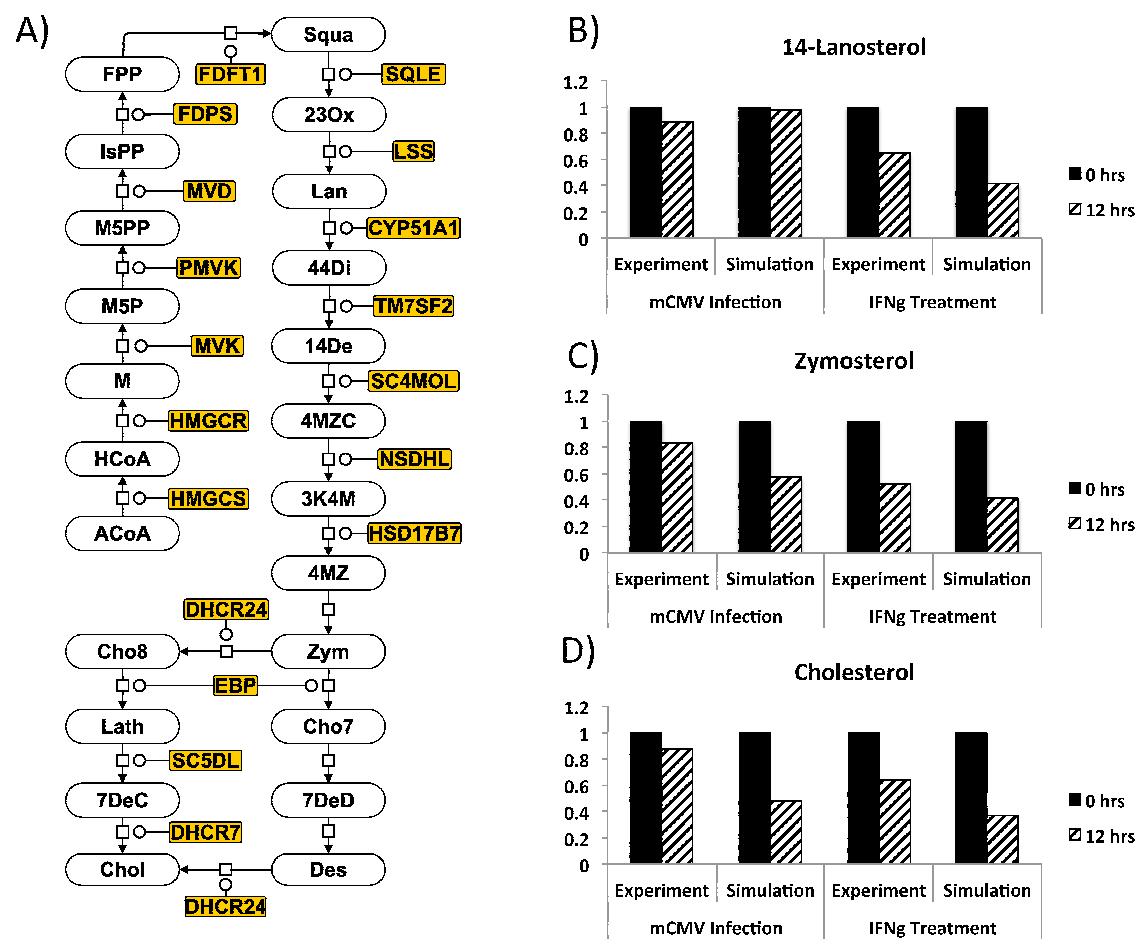 A)
Squa
FPP
FDFT1
SQLE
FDPS
23Ox
IsPP
LSS
MVD
Lan
M5PP
CYP51A1
PMVK
44Di
M5P
TM7SF2
MVK
14De
M
SC4MOL
HMGCR
4MZC
HCoA
NSDHL
HMGCS
3K4M
ACoA
HSD17B7
4MZ
DHCR24
Cho8
Zym
EBP
Lath
Cho7
SC5DL
7DeC
7DeD
DHCR7
Chol
Des
DHCR24
B)
14-Lanosterol
1.2
1
0.8
0.6
0.4
0.2
0
0 hrs
12 hrs
Experiment Simulation Experiment Simulation
mCMV Infection IFNg Treatment
C)
Zymosterol
1.2
1
0.8
0.6
0.4
0.2
0
0 hrs
12 hrs
Experiment Simulation Experiment Simulation
mCMV Infection IFNg Treatment
D)
Cholesterol
1.2
1
0.8
0.6
0.4
0.2
0
0 hrs
12 hrs
Experiment Simulation Experiment Simulation
mCMV Infection IFNg Treatment